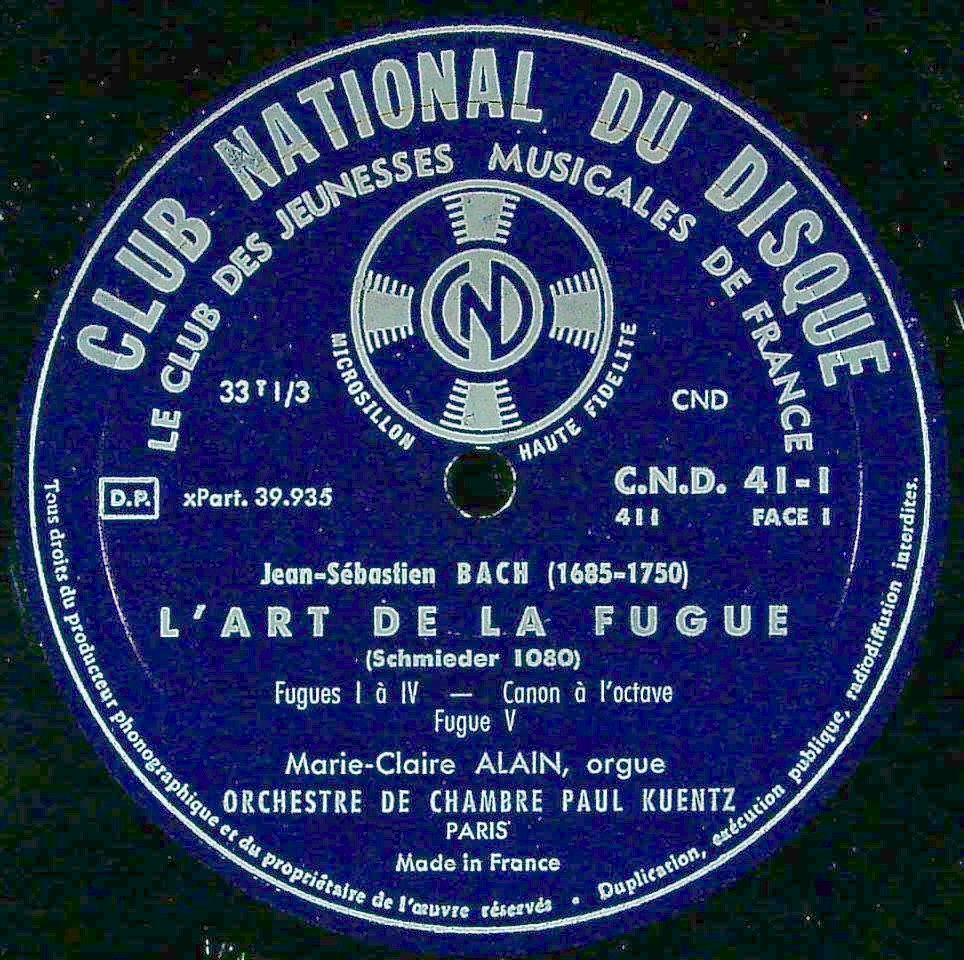 CLUB NATIONAL DU DISQUE
LE CLUB DES JEUNESSES MUSICALES DE FRANCE
CND
MICROSILLON HAUTE FIDELITE
33 T 1/3
CND
D.P. xPart. 39.935
C.N.D. 41-1
411 FACE 1
Jean-Sébastien BACH (1685-1750)
L'ART DE LA FUGUE
(Schmieder 1080)
Fugues I à IV — Canon à l'octave
Fugue V
Marie-Claire ALAIN, orgue
ORCHESTRE DE CHAMBRE PAUL KUENTZ
PARIS
Made in France
Tous droits du producteur phonographique et du propriétaire de l'œuvre réservés • Duplication, exécution publique, radiodiffusion interdites.